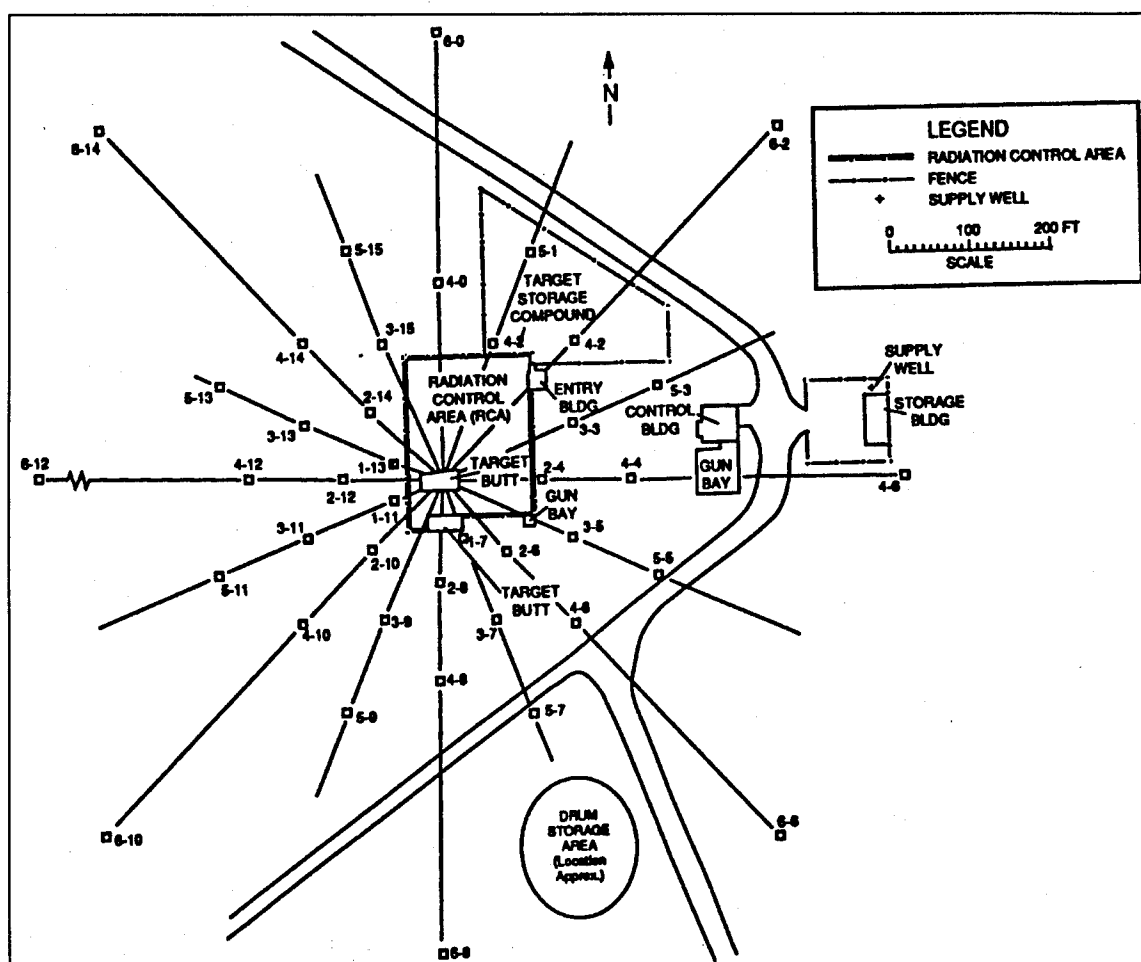 6-0
N
6-14
6-2
LEGEND
RADIATION CONTROL AREA
FENCE
SUPPLY WELL
0 100 200 FT
SCALE
5-15
5-1
4-0
TARGET
STORAGE
COMPOUND
3-15
4-2
4-2
4-14
SUPPLY
WELL
RADIATION
CONTROL
AREA (RCA)
ENTRY
BLDG
5-3
5-13
2-14
CONTROL
BLDG
STORAGE
BLDG
3-13
3-3
6-12
4-12
1-13
TARGET
BUTT
2-4
4-4
GUN
BAY
2-12
4-6
1-11
GUN
BAY
3-11
1-7
2-6
3-5
2-10
5-11
2-8
TARGET
BUTT
5-5
4-10
3-9
3-7
4-6
4-8
5-9
5-7
DRUM
STORAGE
AREA
(Location
Approx.)
6-10
6-6
6-8